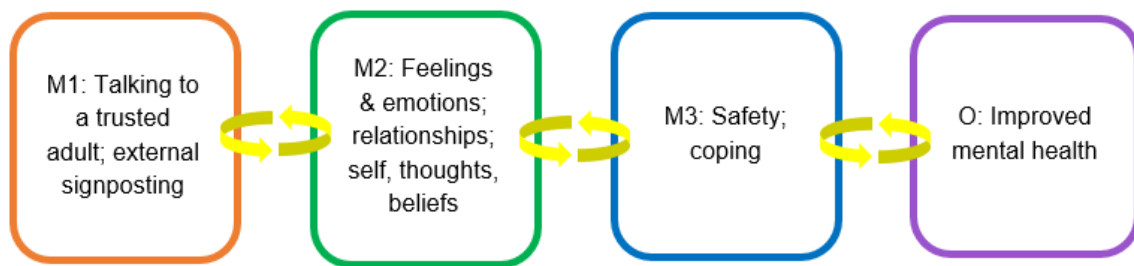 M1: Talking to
a trusted
adult; external
signposting
M2: Feelings
& emotions;
relationships;
self, thoughts,
beliefs
M3: Safety;
coping
O: Improved
mental health